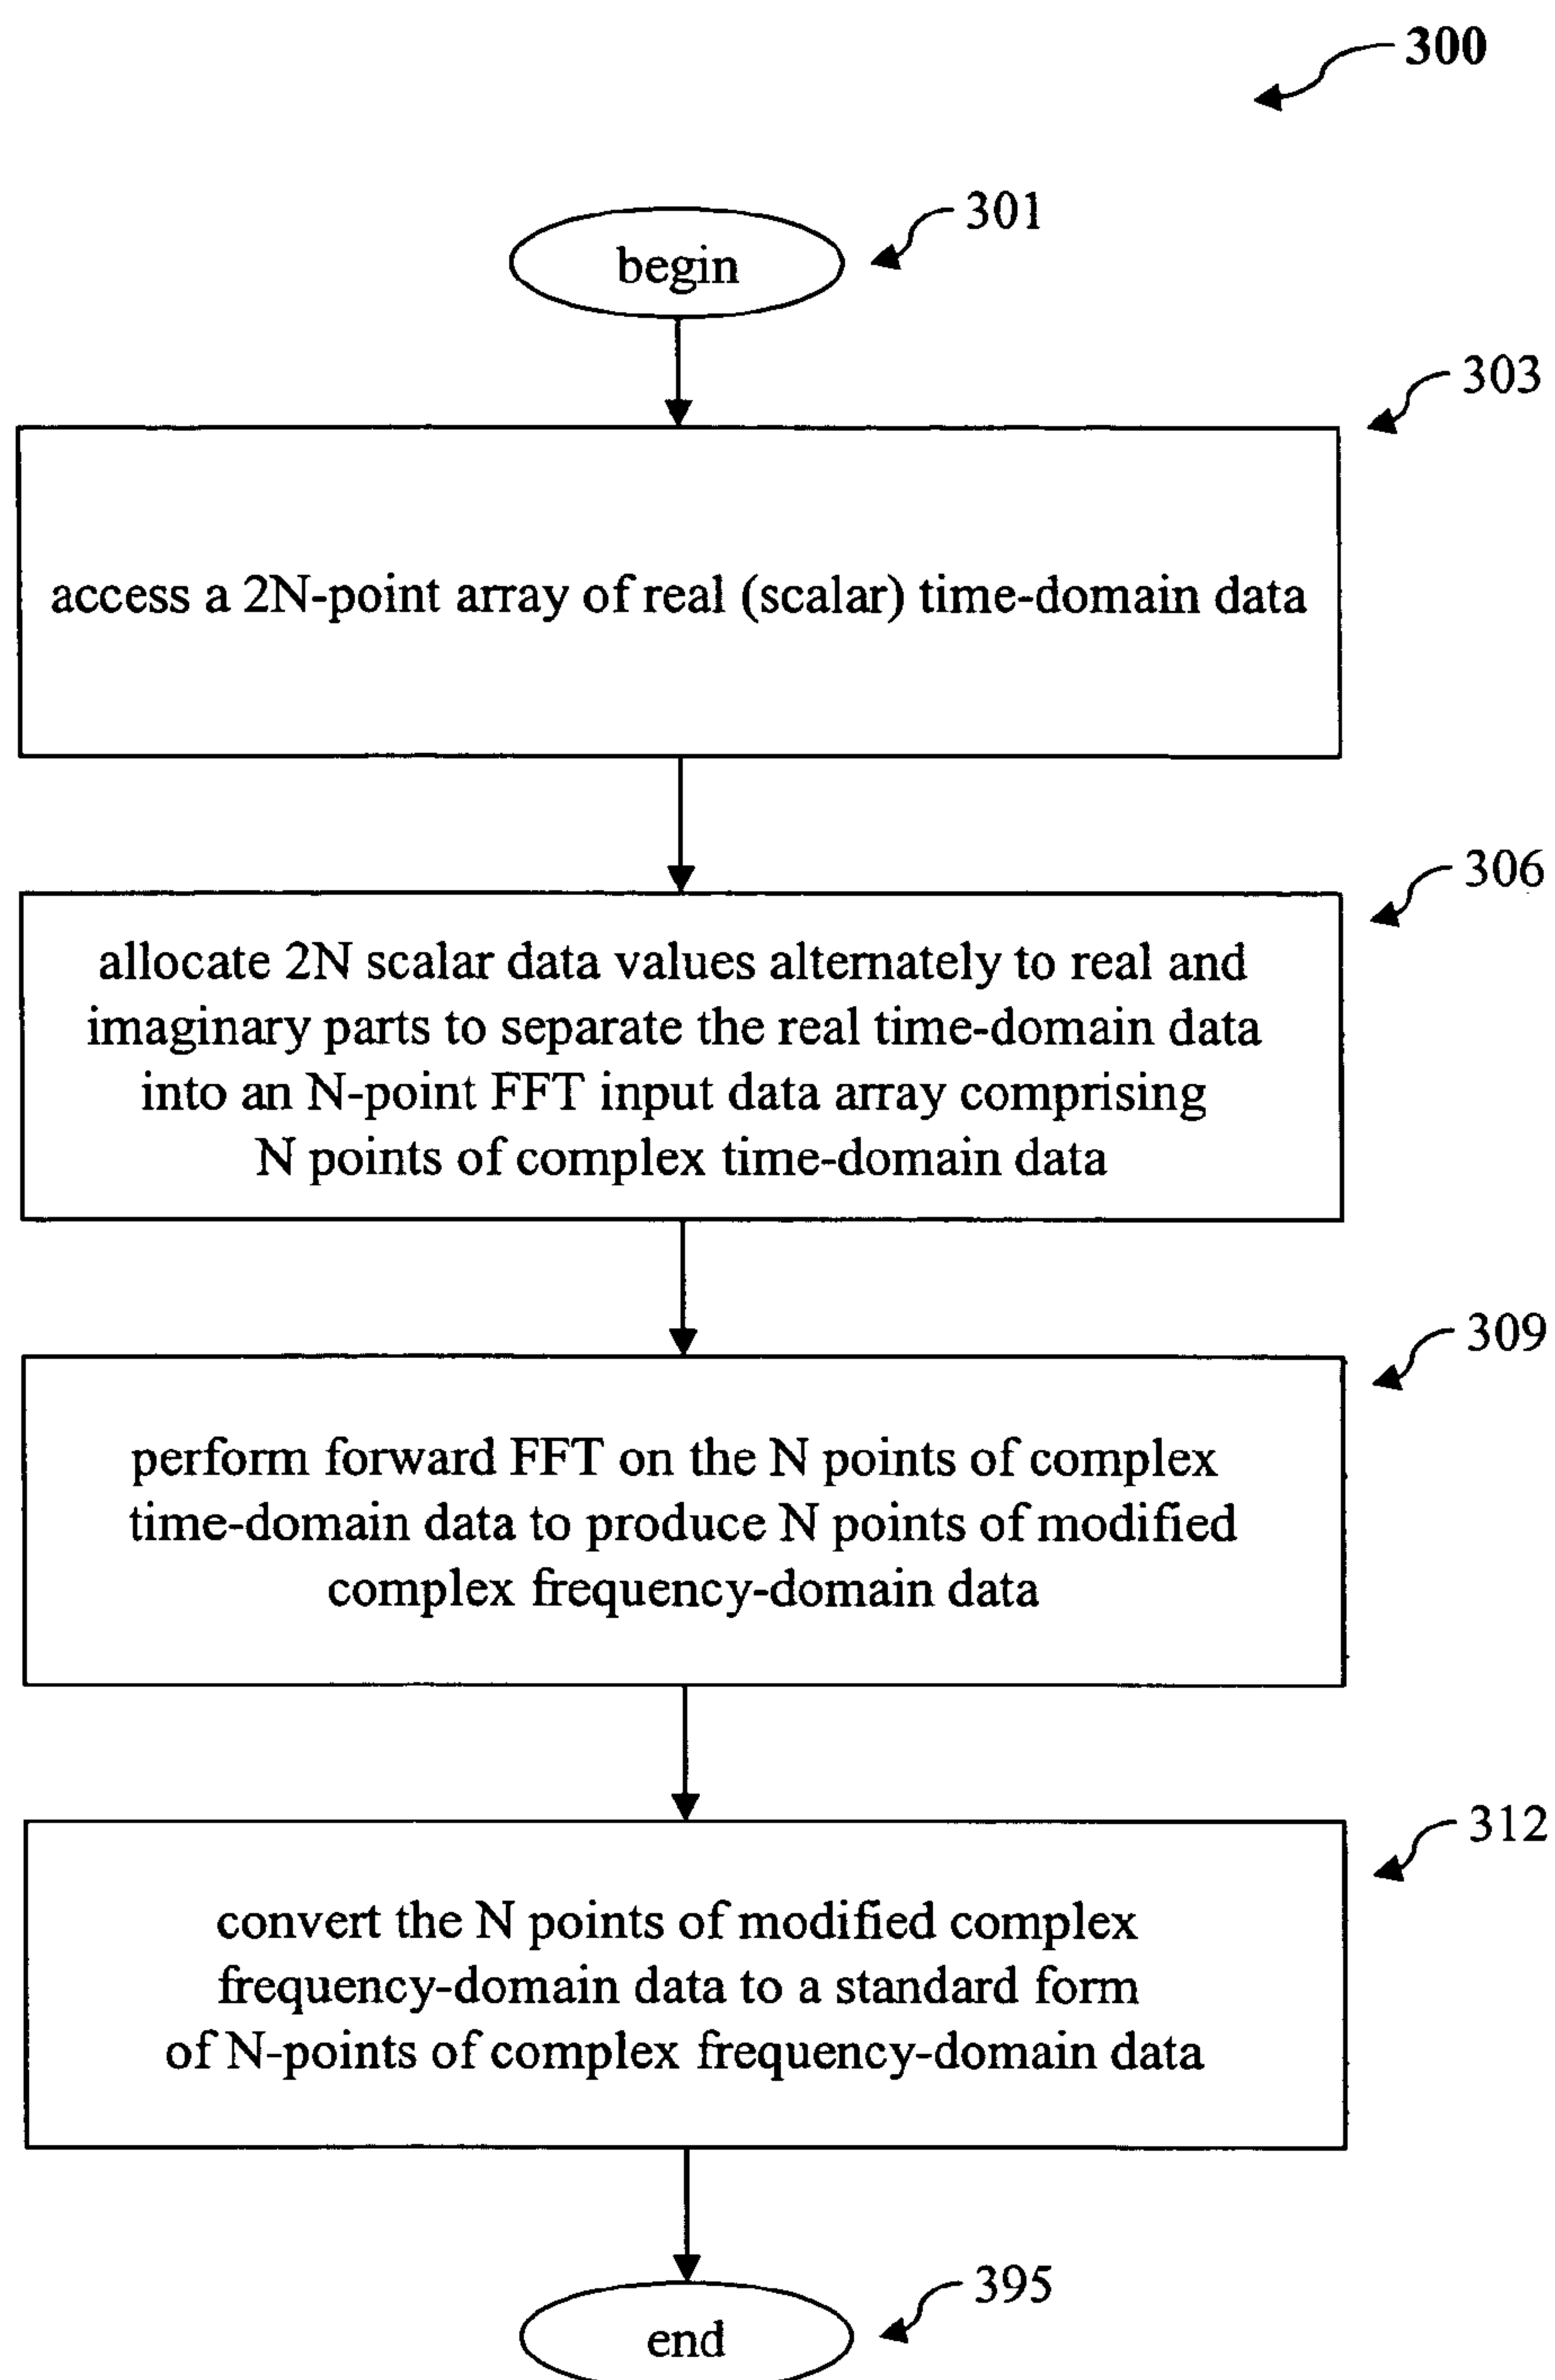 300
301
begin
303
access a 2N-point array of real (scalar) time-domain data
306
allocate 2N scalar data values alternately to real and
imaginary parts to separate the real time-domain data
into an N-point FFT input data array comprising
N points of complex time-domain data
309
perform forward FFT on the N points of complex
time-domain data to produce N points of modified
complex frequency-domain data
312
convert the N points of modified complex
frequency-domain data to a standard form
of N-points of complex frequency-domain data
395
end